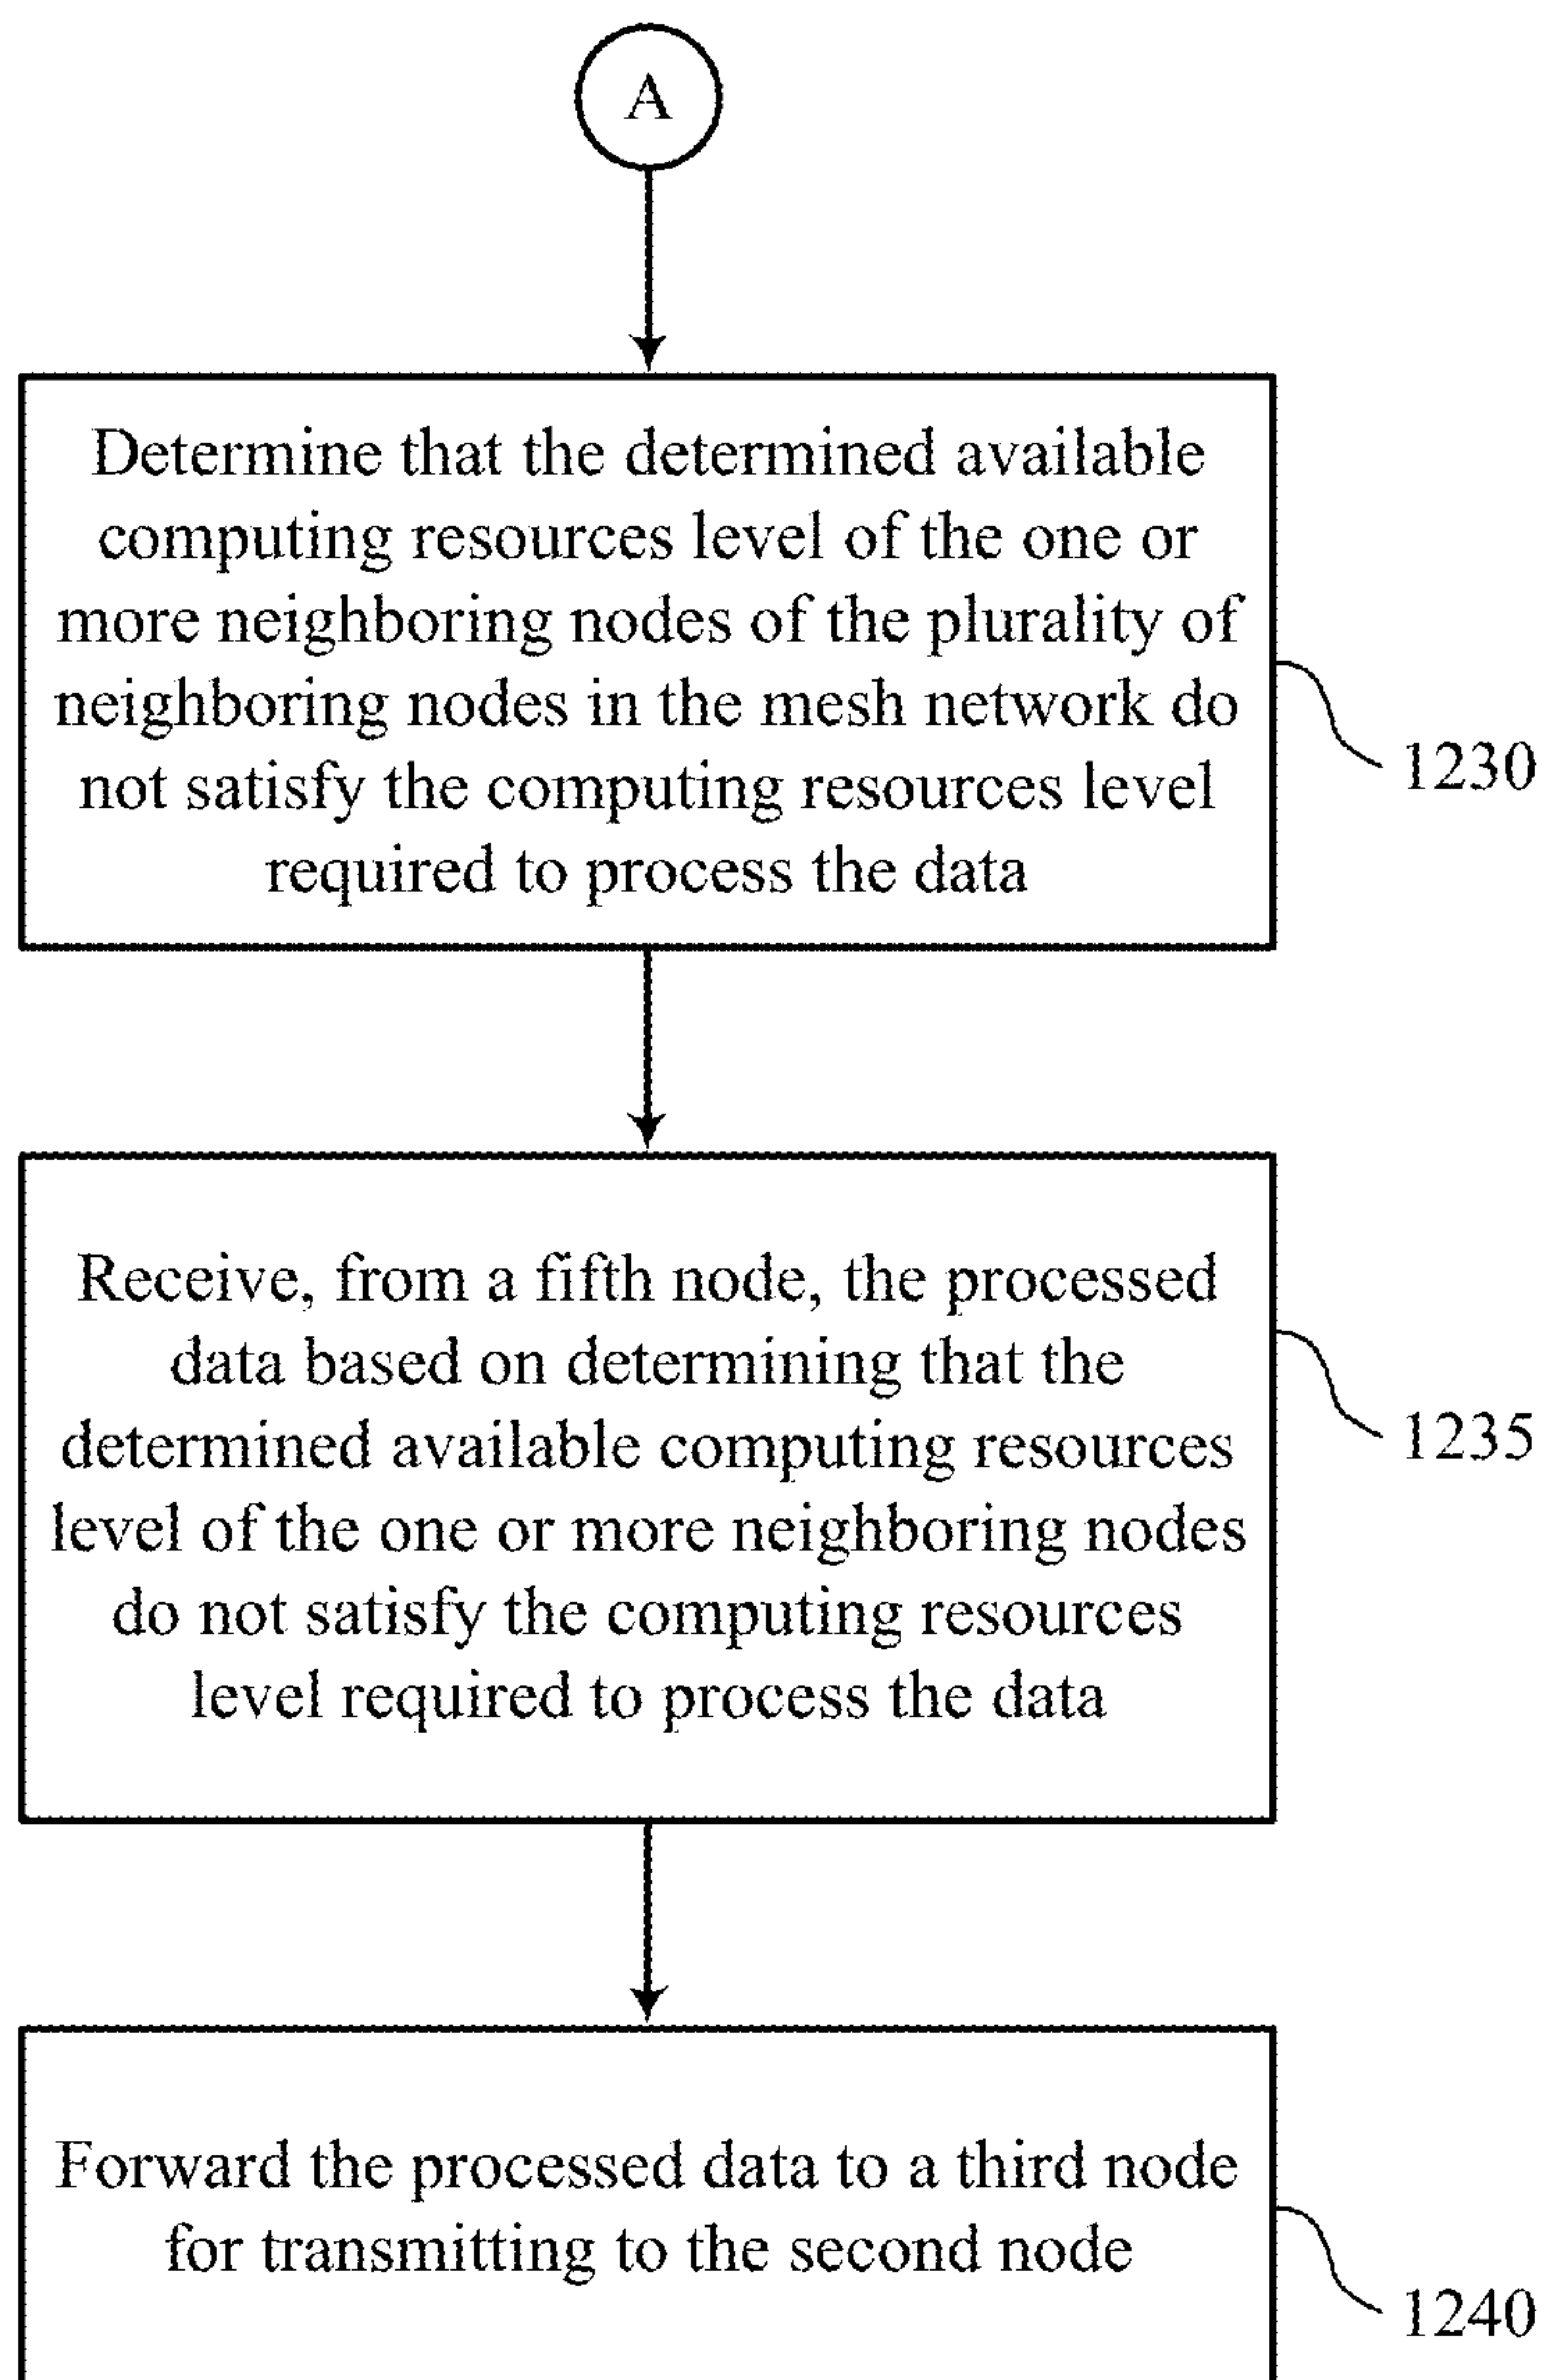 A
Determine that the determined available
computing resources level of the one or
more neighboring nodes of the plurality of
neighboring nodes in the mesh network do
not satisfy the computing resources level
required to process the data
1230
Receive, from a fifth node, the processed
data based on determining that the
determined available computing resources
level of the one or more neighboring nodes
do not satisfy the computing resources
level required to process the data
1235
Forward the processed data to a third node
for transmitting to the second node
1240